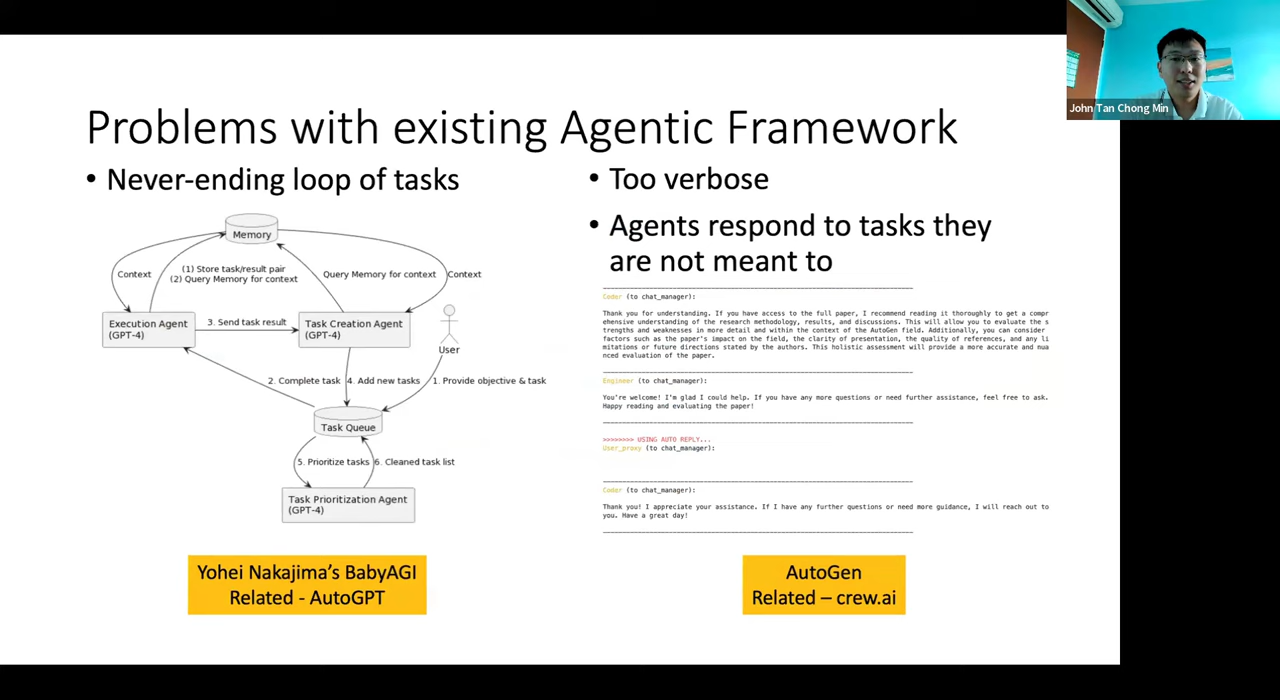 John Tan Chong Min
Problems with existing Agentic Framework
• Never-ending loop of tasks
Memory
Context
(1) Store task/result pair
(2) Query Memory for context
Query Memory for context
Context
Execution Agent
(GPT-4)
3. Send task result
Task Creation Agent
(GPT-4)
User
2. Complete task
4. Add new tasks
1. Provide objective & task
Task Queue
5. Prioritize tasks
6. Cleaned task list
Task Prioritization Agent
(GPT-4)
Yohei Nakajima's BabyAGI
Related - AutoGPT
• Too verbose
• Agents respond to tasks they
are not meant to
Coder (to chat_manager):
Thank you for understanding. If you have access to the full paper, I recommend reading it thoroughly to get a compr
ehensive understanding of the research methodology, results, and discussions. This will allow you to evaluate the s
trengths and weaknesses in more detail and within the context of the AutoGen field. Additionally, you can consider
factors such as the paper's impact on the field, the clarity of presentation, the quality of references, and any li
mitations or future directions stated by the authors. This holistic assessment will provide a more accurate and nua
nced evaluation of the paper.
Engineer (to chat_manager):
You're welcome! I'm glad I could help. If you have any more questions or need further assistance, feel free to ask.
Happy reading and evaluating the paper!
>>>>>>>> USING AUTO REPLY...
User_proxy (to chat_manager):
Coder (to chat_manager):
Thank you! I appreciate your assistance. If I have any further questions or need more guidance, I will reach out to
you. Have a great day!
AutoGen
Related – crew.ai